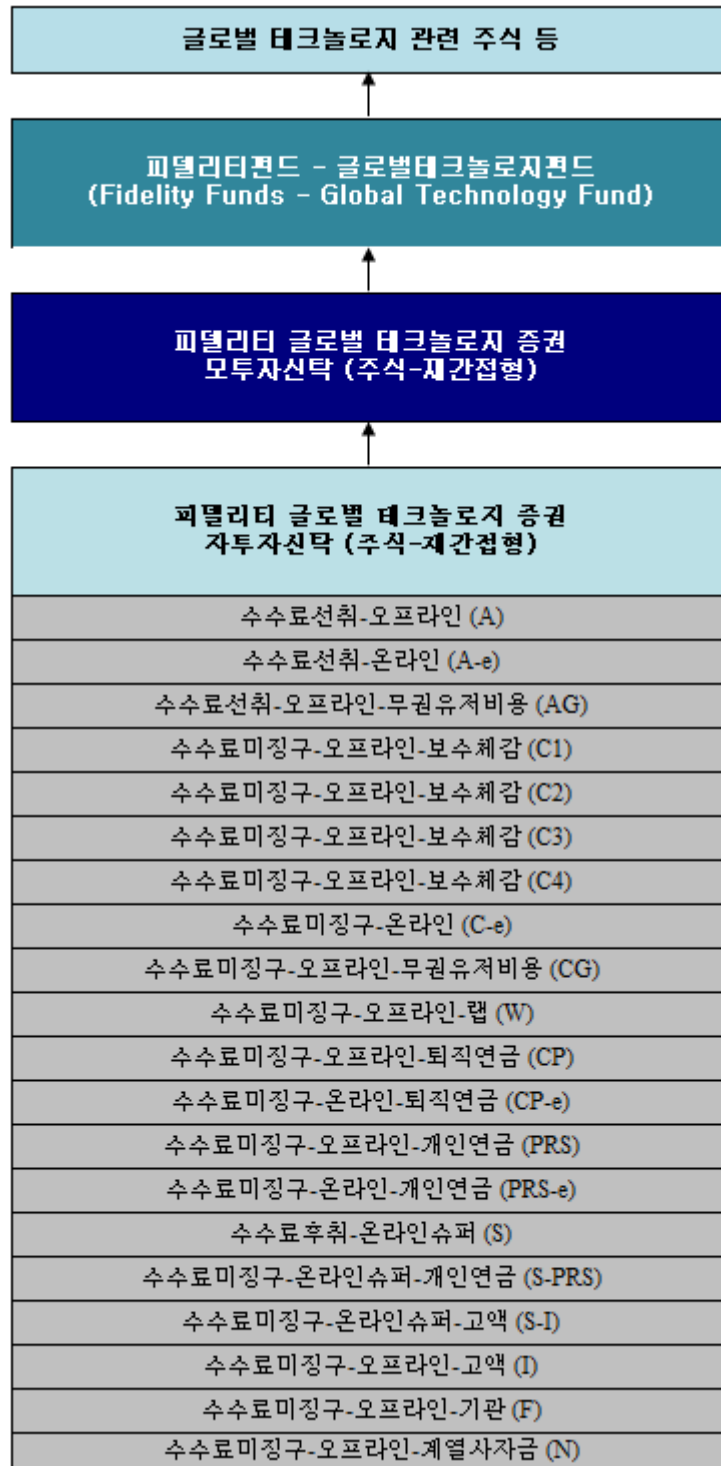 글로벌 테크놀로지 관련 주식 등
피델리티펀드 - 글로벌테크놀로지펀드
(Fidelity Funds - Global Technology Fund)
피델리티 글로벌 테크놀로지 증권
모투자신탁 (주식-재간접형)
피델리티 글로벌 테크놀로지 증권
자투자신탁 (주식-재간접형)
수수료선취-오프라인 (A)
수수료선취-온라인 (A-e)
수수료선취-오프라인-무권유저비용 (AG)
수수료미징구-오프라인-보수체감 (C1)
수수료미징구-오프라인-보수체감 (C2)
수수료미징구-오프라인-보수체감 (C3)
수수료미징구-오프라인-보수체감 (C4)
수수료미징구-온라인 (C-e)
수수료미징구-오프라인-무권유저비용 (CG)
수수료미징구-오프라인-랩 (W)
수수료미징구-오프라인-퇴직연금 (CP)
수수료미징구-온라인-퇴직연금 (CP-e)
수수료미징구-오프라인-개인연금 (PRS)
수수료미징구-온라인-개인연금 (PRS-e)
수수료후취-온라인슈퍼 (S)
수수료미징구-온라인슈퍼-개인연금 (S-PRS)
수수료미징구-온라인슈퍼-고액 (S-I)
수수료미징구-오프라인-고액 (I)
수수료미징구-오프라인-기관 (F)
수수료미징구-오프라인-계열사자금 (N)